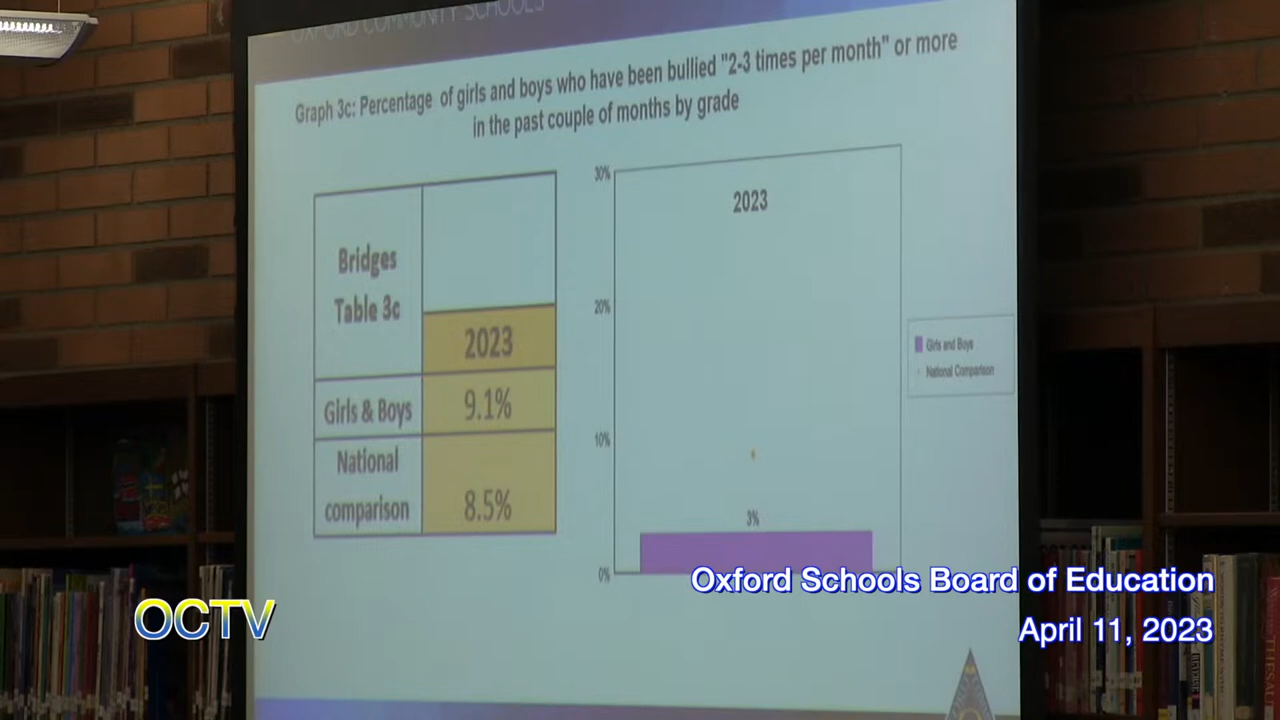 OXFORD COMMUNITY SCHOOLS
Graph 3c: Percentage of girls and boys who have been bullied "2-3 times per month" or more
in the past couple of months by grade
Bridges
Table 3c
2023
Girls & Boys
9.1%
National
comparison
8.5%
30%
20%
10%
0%
2023
3%
Girls and Boys
National Comparison
Oxford Schools Board of Education
April 11, 2023
OCTV